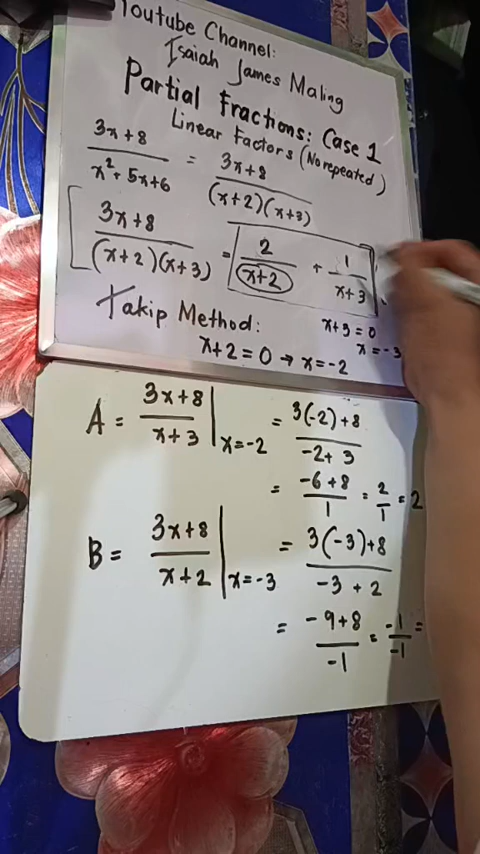 Youtube Channel:
Isaiah James Maling
Partial Fractions: Case 1
Linear Factors (No repeated)
3x+8 / x²+5x+6 = 3x+8 / (x+2)(x+3)
[ 3x+8 / (x+2)(x+3) = 2 / (x+2) + 1 / x+3
Takip Method:
x+3=0
x=-3
x+2=0 → x=-2
A = 3x+8 / x+3 | x=-2 = 3(-2)+8 / -2+3
= -6+8 / 1 = 2/1 = 2
B = 3x+8 / x+2 | x=-3 = 3(-3)+8 / -3+2
= -9+8 / -1 = -1/-1 =